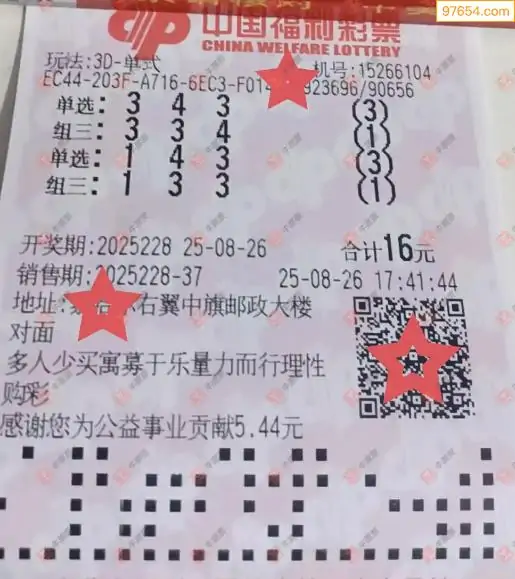 97654.com
中国福利彩票
CHINA WELFARE LOTTERY
玩法:3D-单式
机号:15266104
EC44-203F-A716-6EC3-F014 923696/90656
单选: 3 4 3 (3)
组三: 3 3 4 (1)
单选: 1 4 3 (3)
组三: 1 3 3 (1)
开奖期:2025228 25-08-26 合计16元
销售期:2025228-37 25-08-26 17:41:44
地址: 右翼中旗邮政大楼
对面
多人少买寓募于乐量力而行理性
购彩
感谢您为公益事业贡献5.44元